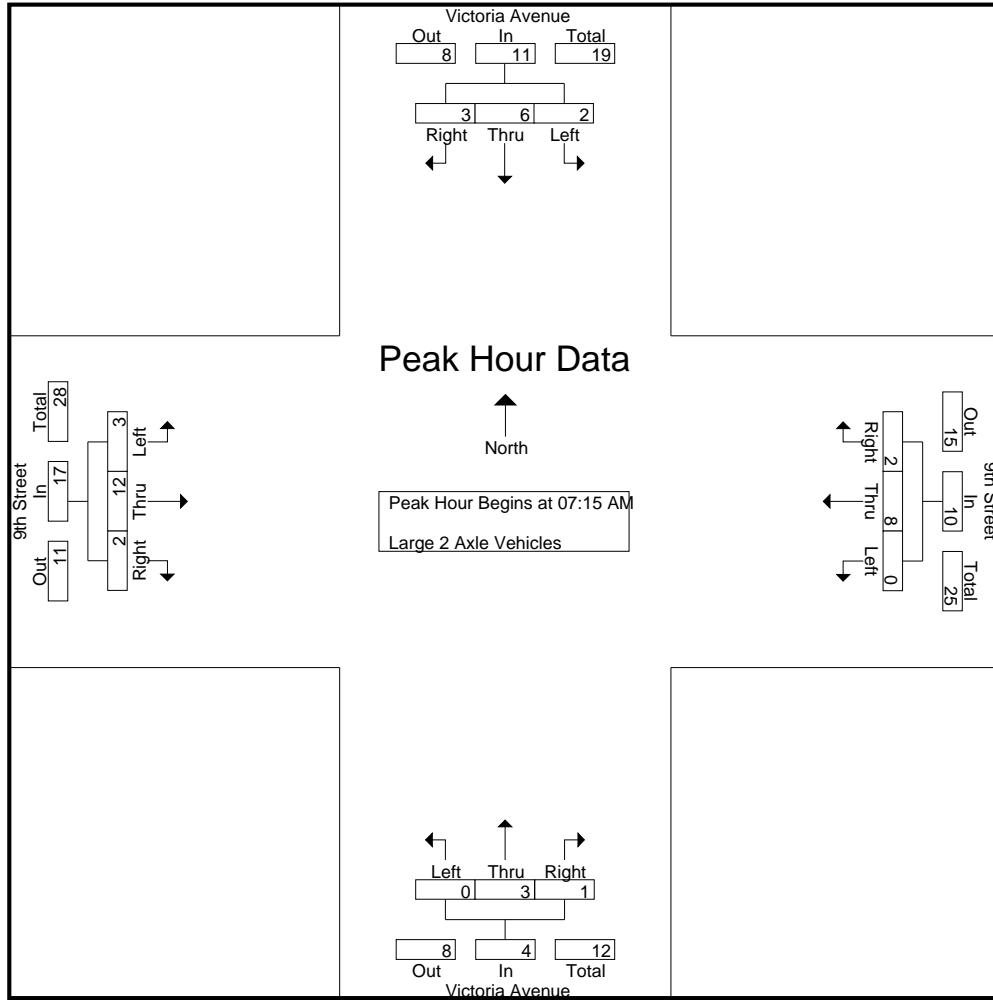 Victoria Avenue
Out In Total
8 11 19
3 6 2
Right Thru Left
Peak Hour Data
North
Peak Hour Begins at 07:15 AM
Large 2 Axle Vehicles
9th Street
Total In Out
28 17 11
3 12 2
Left Thru Right
Right Thru Left
2 8 0
Out In Total
15 10 25
9th Street
Left Thru Right
0 3 1
8 4 12
Out In Total
Victoria Avenue